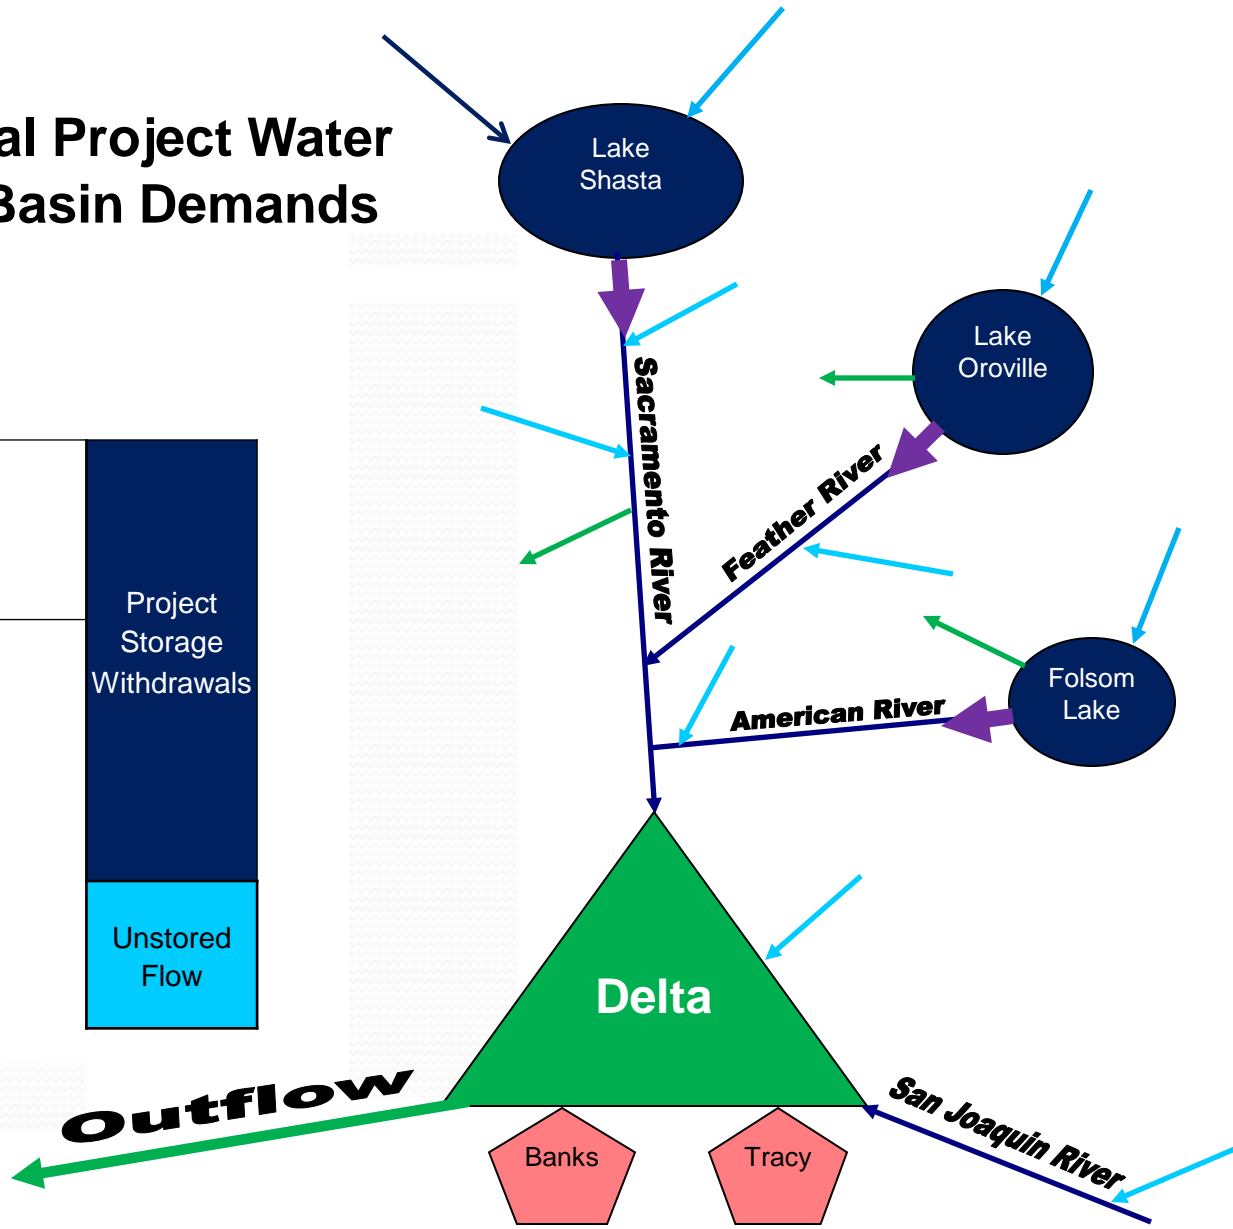 al Project Water
Basin Demands
Lake
Shasta
Lake
Oroville
Sacramento River
Feather River
Project
Storage
Withdrawals
Folsom
Lake
American River
Unstored
Flow
Delta
Outflow
San Joaquin River
Banks
Tracy